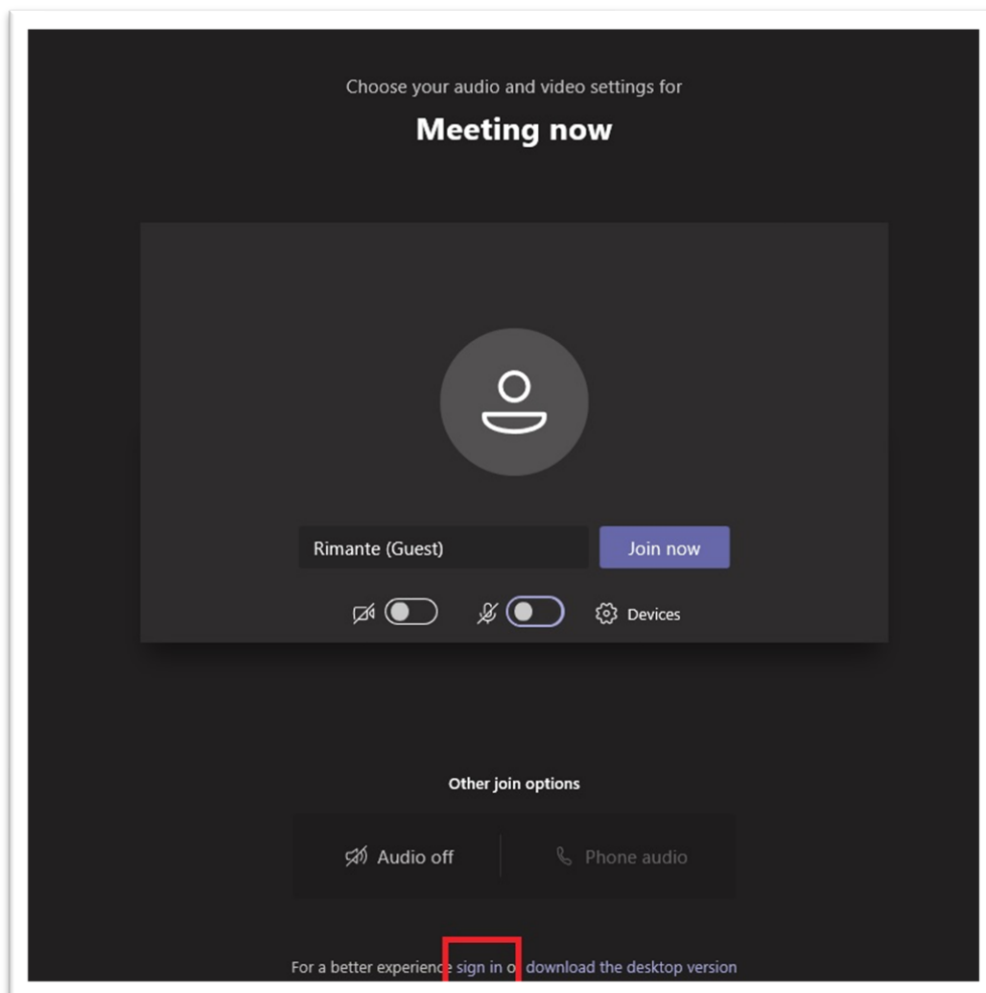 Choose your audio and video settings for
Meeting now
Rimante (Guest)
Join now
Devices
Other join options
Audio off
Phone audio
For a better experience sign in or download the desktop version